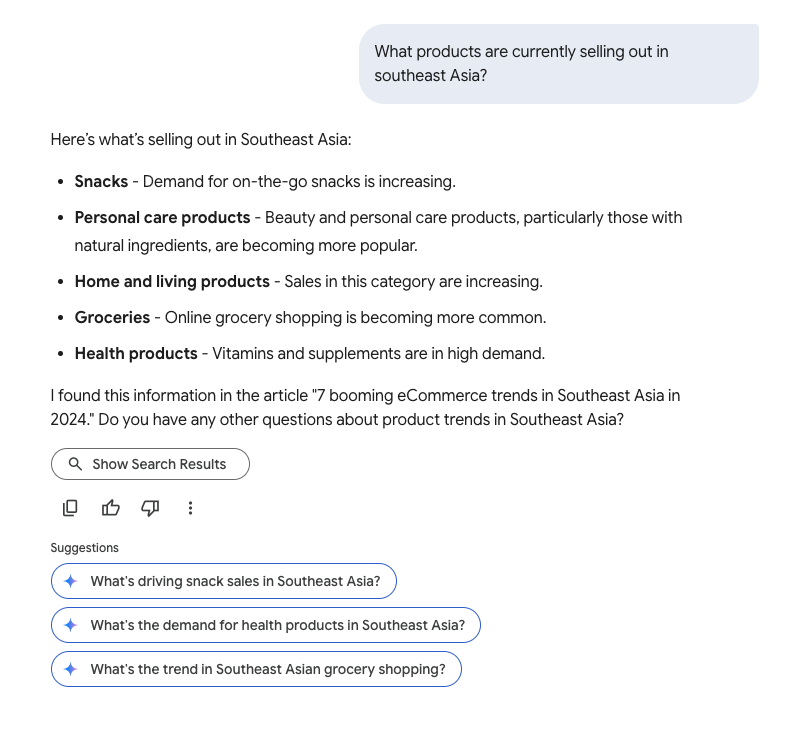 What products are currently selling out in
southeast Asia?
Here’s what’s selling out in Southeast Asia:
• Snacks - Demand for on-the-go snacks is increasing.
• Personal care products - Beauty and personal care products, particularly those with
natural ingredients, are becoming more popular.
• Home and living products - Sales in this category are increasing.
• Groceries - Online grocery shopping is becoming more common.
• Health products - Vitamins and supplements are in high demand.
I found this information in the article "7 booming eCommerce trends in Southeast Asia in
2024." Do you have any other questions about product trends in Southeast Asia?
Show Search Results
Suggestions
What's driving snack sales in Southeast Asia?
What's the demand for health products in Southeast Asia?
What's the trend in Southeast Asian grocery shopping?